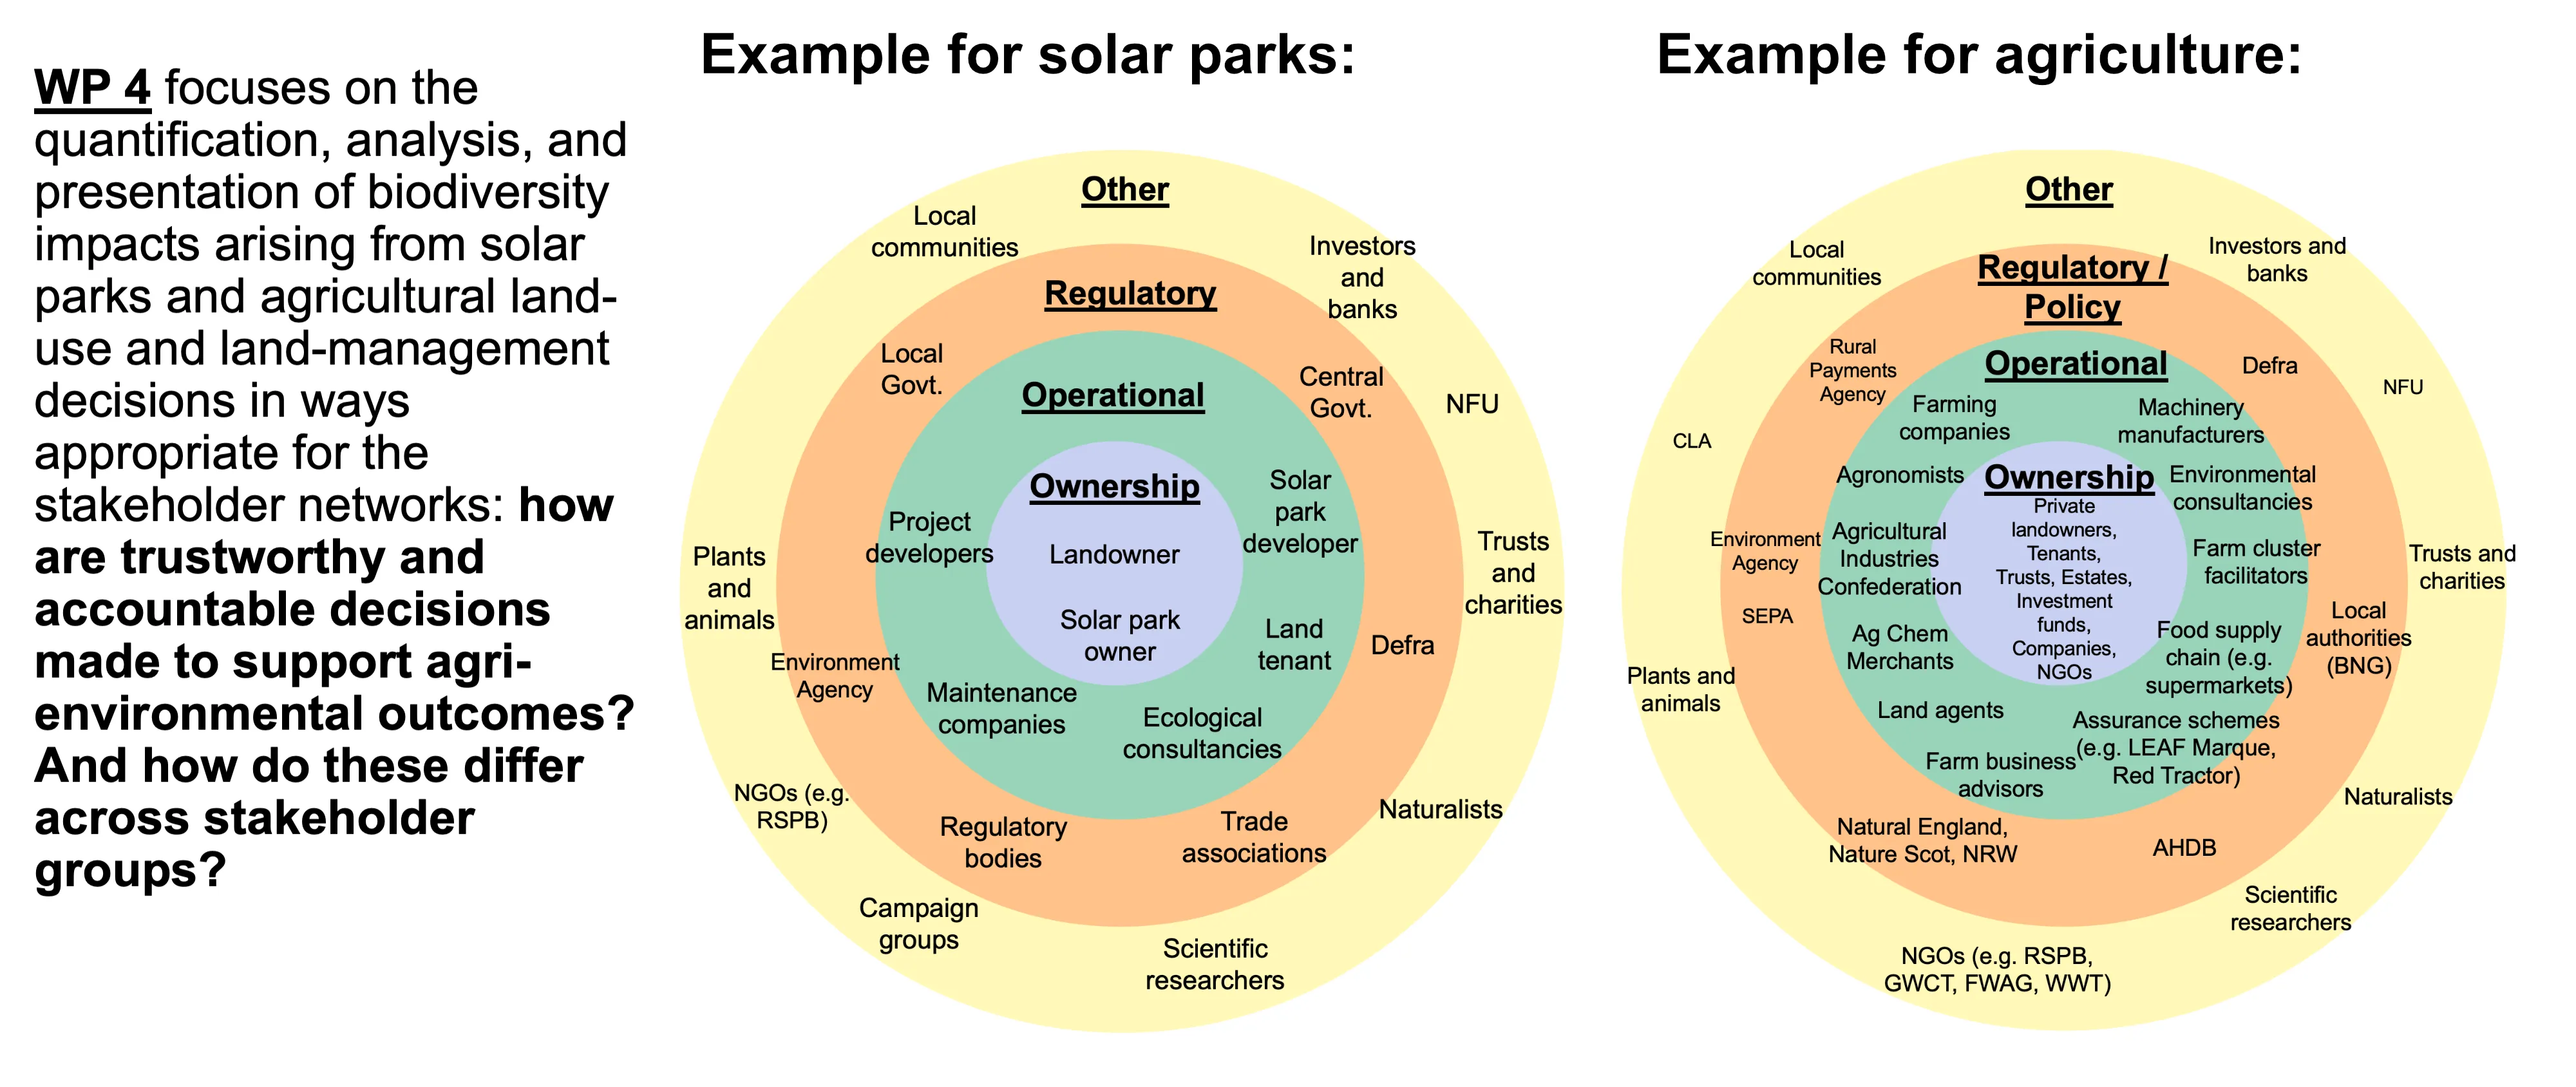 WP 4 focuses on the
quantification, analysis, and
presentation of biodiversity
impacts arising from solar
parks and agricultural land-
use and land-management
decisions in ways
appropriate for the
stakeholder networks: how
are trustworthy and
accountable decisions
made to support agri-
environmental outcomes?
And how do these differ
across stakeholder
groups?
Example for solar parks:
Other
Local
communities
Investors
and
banks
NFU
Trusts
and
charities
Naturalists
Scientific
researchers
Campaign
groups
NGOs (e.g.
RSPB)
Plants
and
animals
Regulatory
Local
Govt.
Central
Govt.
Defra
Trade
associations
Regulatory
bodies
Environment
Agency
Operational
Project
developers
Solar
park
developer
Land
tenant
Ecological
consultancies
Maintenance
companies
Ownership
Landowner
Solar park
owner
Example for agriculture:
Other
Local
communities
Investors and
banks
NFU
Trusts and
charities
Naturalists
Scientific
researchers
NGOs (e.g. RSPB,
GWCT, FWAG, WWT)
Plants and
animals
CLA
Regulatory /
Policy
Rural
Payments
Agency
Defra
Local
authorities
(BNG)
AHDB
Natural England,
Nature Scot, NRW
SEPA
Environment
Agency
Operational
Farming
companies
Machinery
manufacturers
Agronomists
Environmental
consultancies
Agricultural
Industries
Confederation
Farm cluster
facilitators
Ag Chem
Merchants
Food supply
chain (e.g.
supermarkets)
Land agents
Assurance schemes
(e.g. LEAF Marque,
Red Tractor)
Farm business
advisors
Ownership
Private
landowners,
Tenants,
Trusts, Estates,
Investment
funds,
Companies,
NGOs